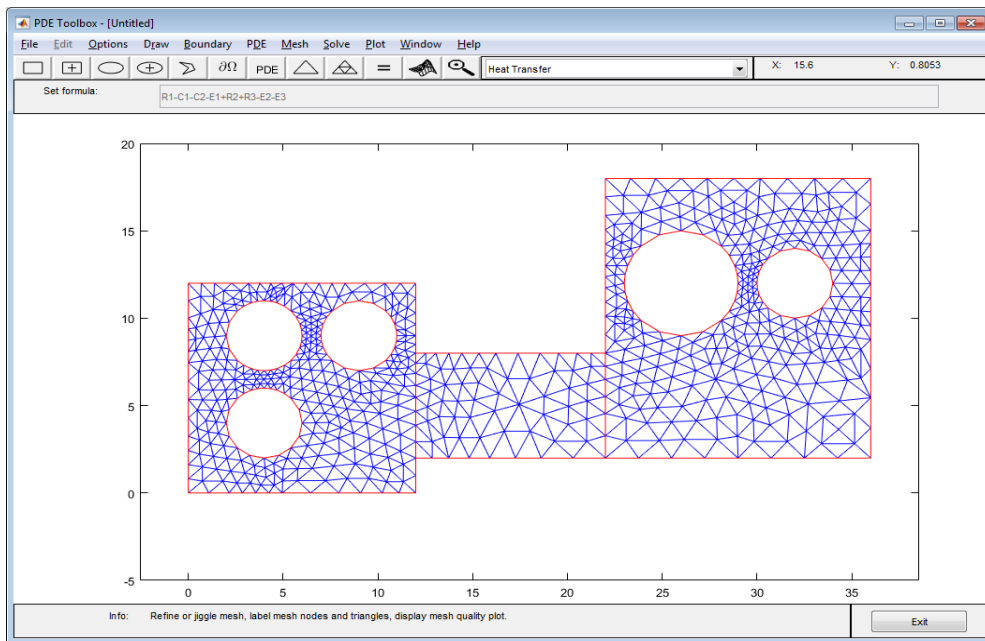 PDE Toolbox - [Untitled]
File Edit Options Draw Boundary PDE Mesh Solve Plot Window Help
∂Ω PDE = Heat Transfer X: 15.6 Y: 0.8053
Set formula: R1-C1-C2-E1+R2+R3-E2-E3
20
15
10
5
0
-5
0 5 10 15 20 25 30 35
Info: Refine or jiggle mesh, label mesh nodes and triangles, display mesh quality plot.
Exit